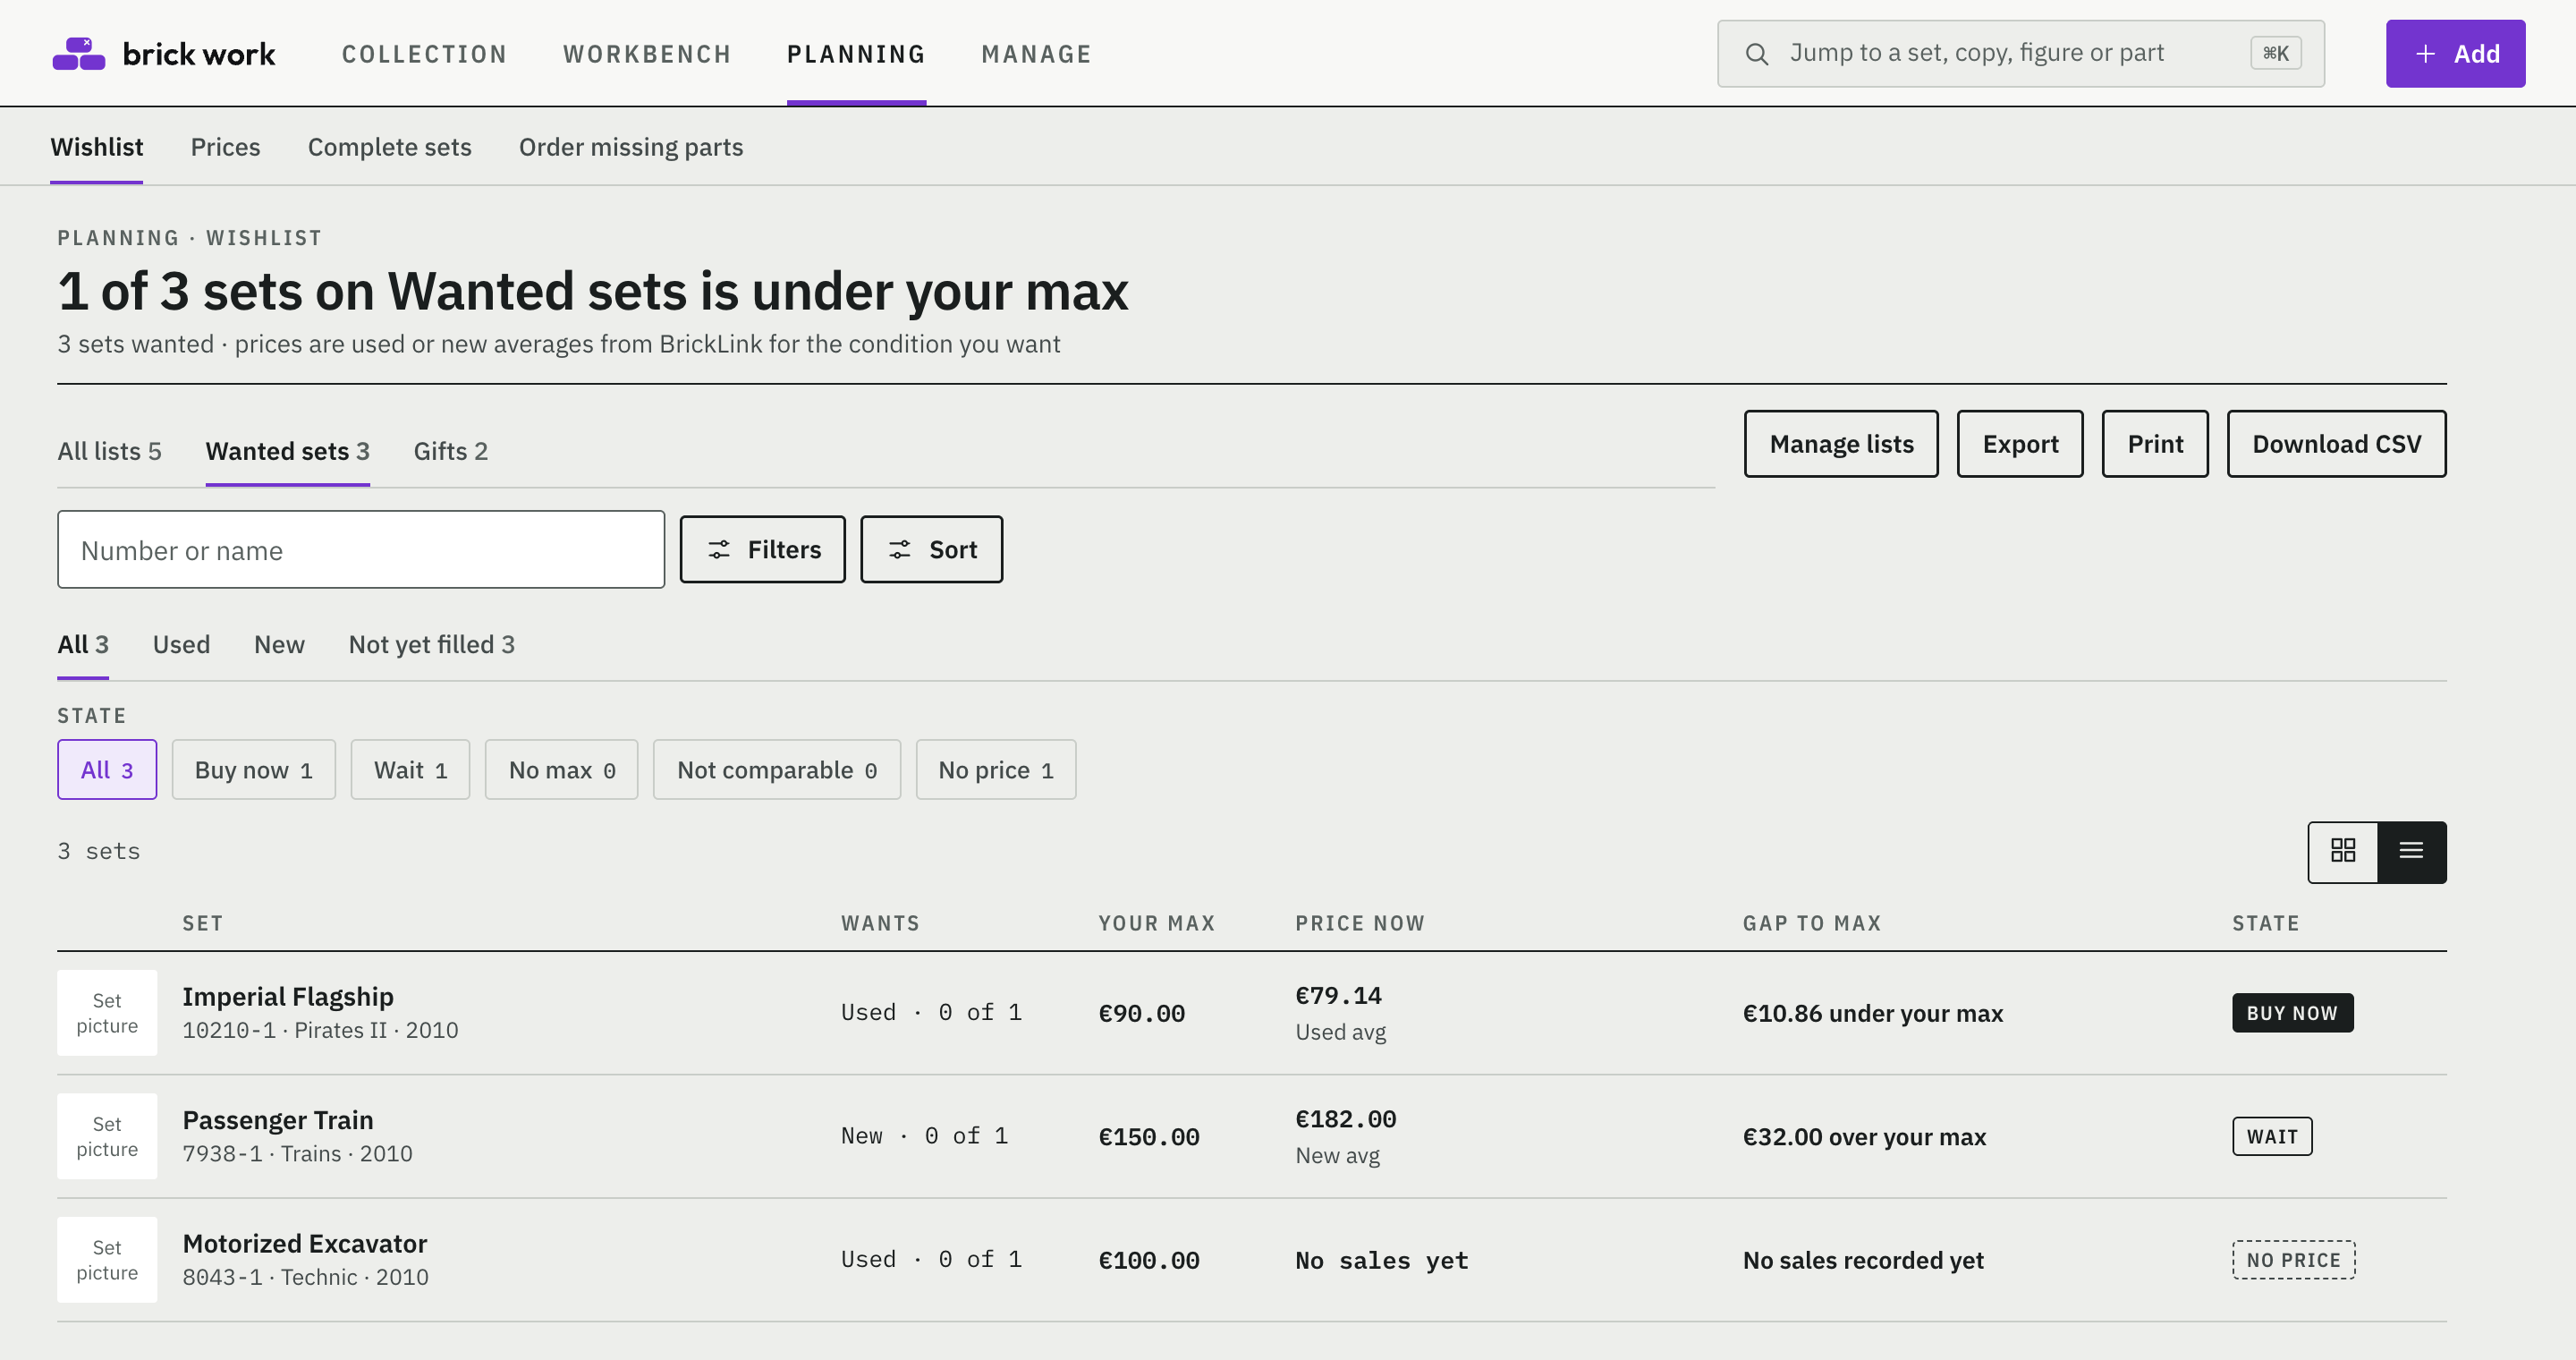 brick work
COLLECTION WORKBENCH PLANNING MANAGE
Jump to a set, copy, figure or part ⌘K
+ Add
Wishlist Prices Complete sets Order missing parts
PLANNING · WISHLIST
1 of 3 sets on Wanted sets is under your max
3 sets wanted · prices are used or new averages from BrickLink for the condition you want
All lists 5 Wanted sets 3 Gifts 2
Manage lists Export Print Download CSV
Number or name Filters Sort
All 3 Used New Not yet filled 3
STATE
All 3 Buy now 1 Wait 1 No max 0 Not comparable 0 No price 1
3 sets
SET WANTS YOUR MAX PRICE NOW GAP TO MAX STATE
Set picture
Imperial Flagship
10210-1 · Pirates II · 2010
Used · 0 of 1
€90.00
€79.14
Used avg
€10.86 under your max
BUY NOW
Set picture
Passenger Train
7938-1 · Trains · 2010
New · 0 of 1
€150.00
€182.00
New avg
€32.00 over your max
WAIT
Set picture
Motorized Excavator
8043-1 · Technic · 2010
Used · 0 of 1
€100.00
No sales yet
No sales recorded yet
NO PRICE